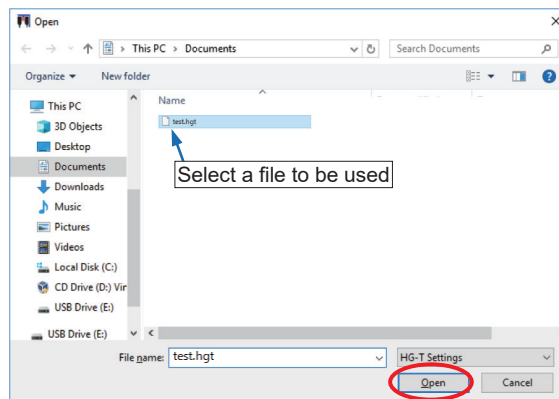 Open
This PC > Documents
Search Documents
Organize
New folder
This PC
3D Objects
Desktop
Documents
Downloads
Music
Pictures
Videos
Local Disk (C:)
CD Drive (D:) Vir
USB Drive (E:)
USB Drive (E:)
Name
test.hgt
Select a file to be used
File name:
test.hgt
HG-T Settings
Open
Cancel